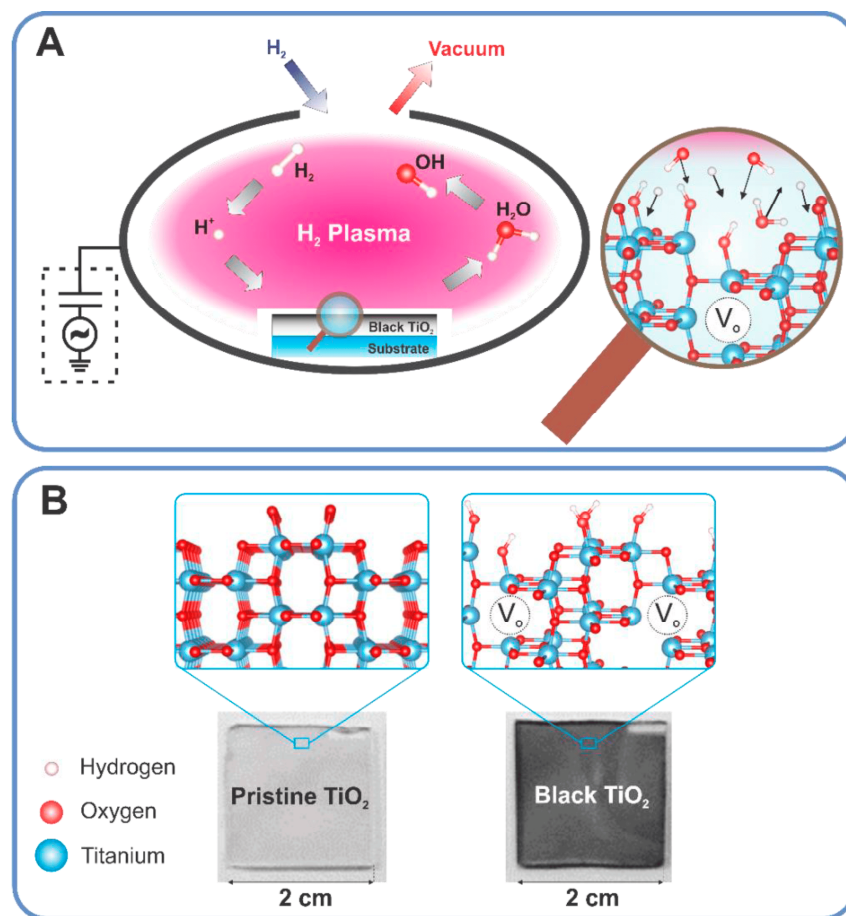 A
H₂
Vacuum
H₂
OH
H⁺
H₂O
H₂ Plasma
Black TiO₂
Substrate
Vₒ
B
Vₒ
Vₒ
Hydrogen
Oxygen
Titanium
Pristine TiO₂
Black TiO₂
2 cm
2 cm